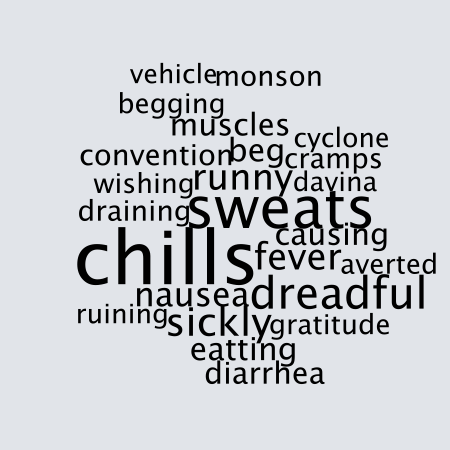 vehicle monson
begging
muscles cyclone
convention beg cramps
wishing runny davina
draining sweats
causing
chills fever averted
nausea dreadful
ruining sickly gratitude
eatting
diarrhea